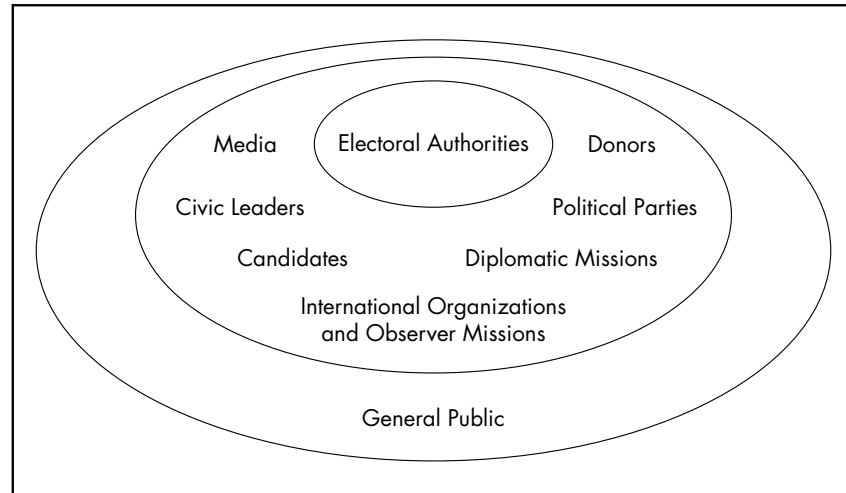 Media
Electoral Authorities
Donors
Civic Leaders
Political Parties
Candidates
Diplomatic Missions
International Organizations
and Observer Missions
General Public